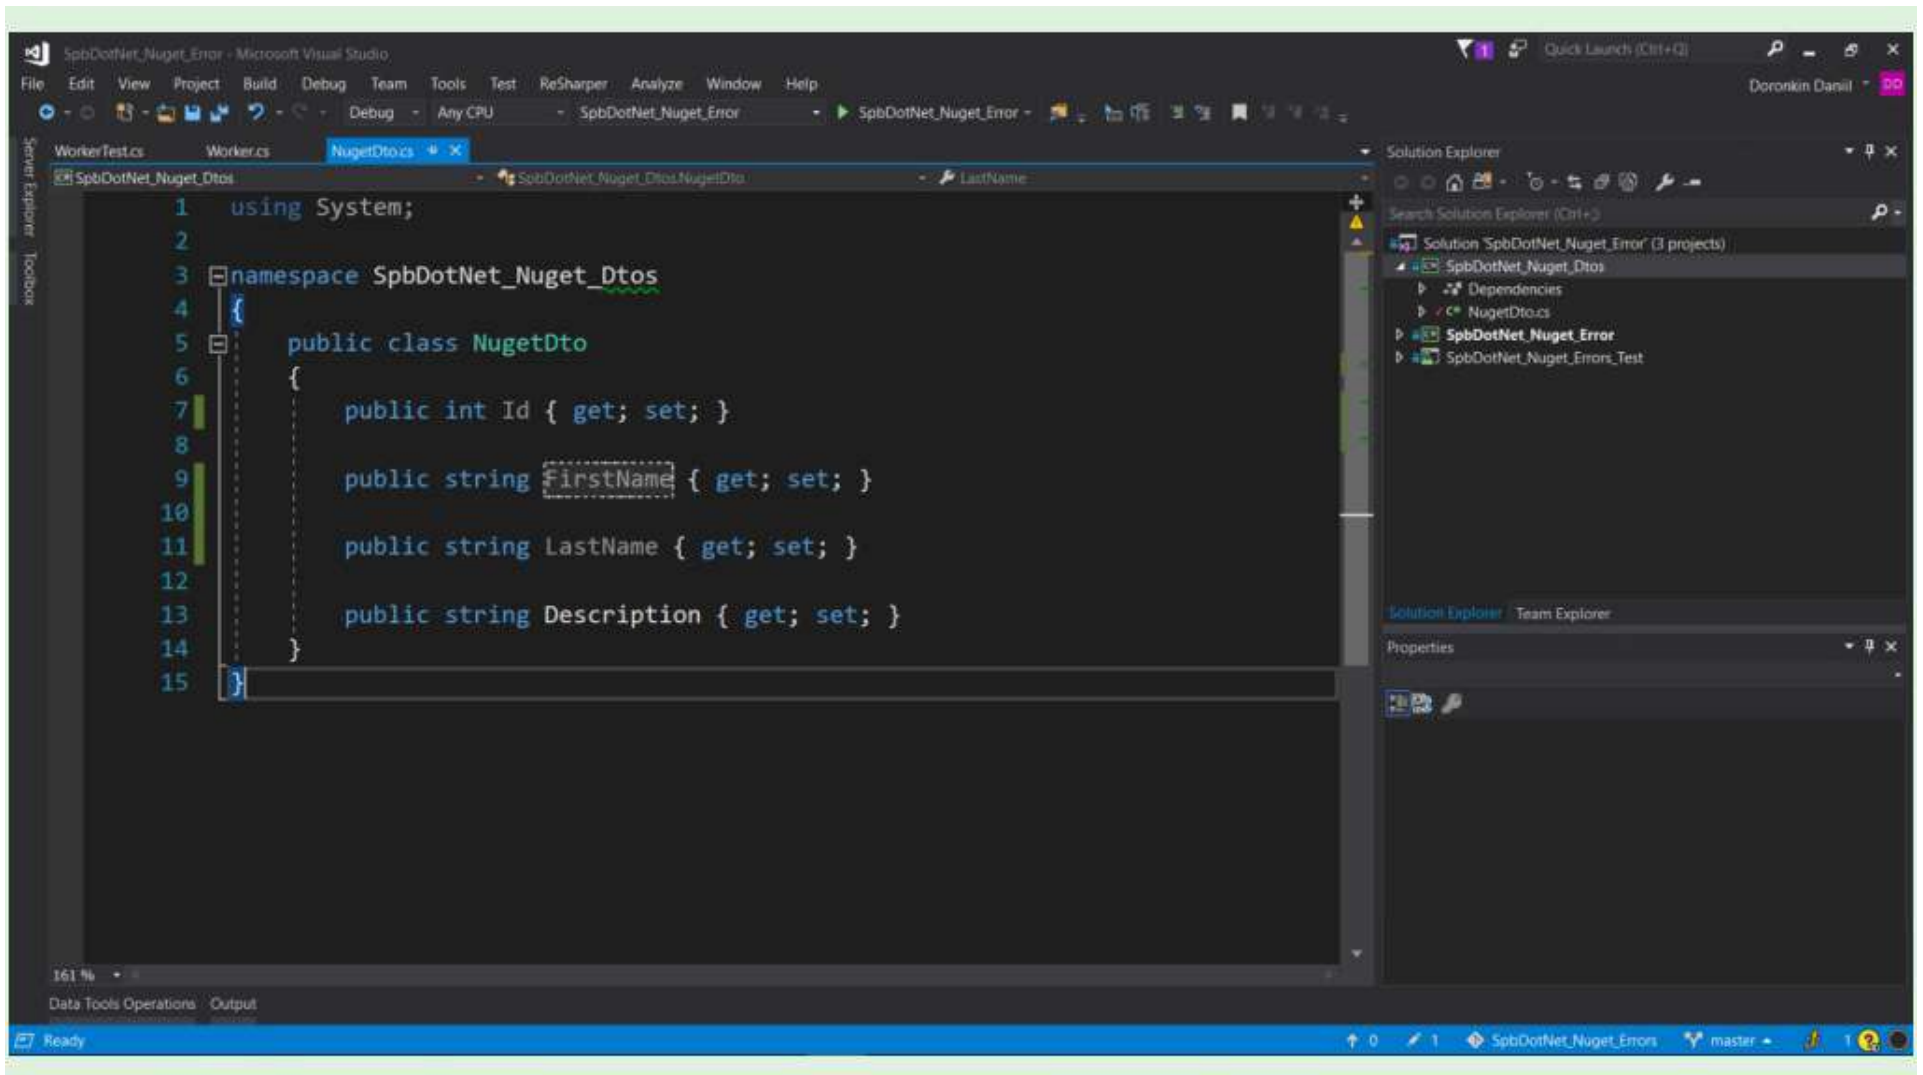 SpbDotNet_Nuget_Error - Microsoft Visual Studio
1
Quick Launch (Ctrl+Q)
File Edit View Project Build Debug Team Tools Test ReSharper Analyze Window Help
Doronkin Daniil
DD
Debug Any CPU SpbDotNet_Nuget_Error SpbDotNet_Nuget_Error
Server Explorer
Toolbox
WorkerTest.cs Worker.cs NugetDto.cs
SpbDotNet_Nuget_Dtos SpbDotNet_Nuget_Dtos.NugetDto LastName
1 using System;
2
3 namespace SpbDotNet_Nuget_Dtos
4 {
5 public class NugetDto
6 {
7 public int Id { get; set; }
8
9 public string FirstName { get; set; }
10
11 public string LastName { get; set; }
12
13 public string Description { get; set; }
14 }
15 }
161 %
Data Tools Operations Output
Solution Explorer
Search Solution Explorer (Ctrl+;)
Solution 'SpbDotNet_Nuget_Error' (3 projects)
SpbDotNet_Nuget_Dtos
Dependencies
C# NugetDto.cs
SpbDotNet_Nuget_Error
SpbDotNet_Nuget_Errors_Test
Solution Explorer Team Explorer
Properties
Ready
0 1 SpbDotNet_Nuget_Errors master 1